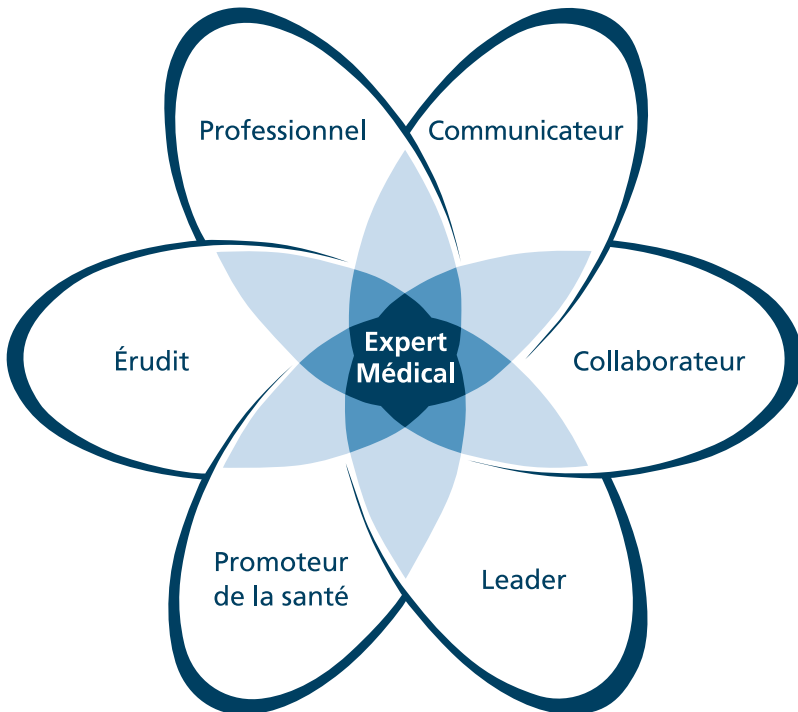 Professionnel
Communicateur
Érudit
Expert
Médical
Collaborateur
Promoteur
de la santé
Leader